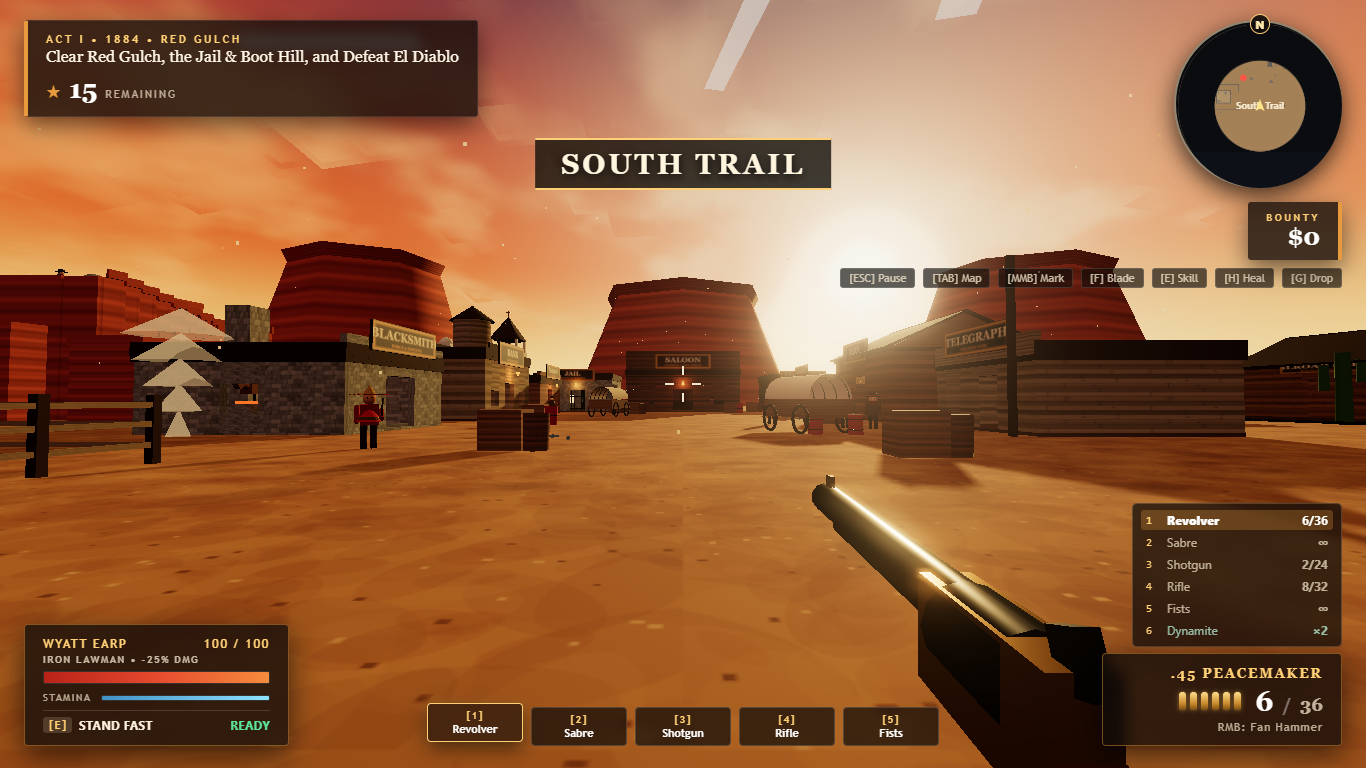 ACT I • 1884 • RED GULCH
Clear Red Gulch, the Jail & Boot Hill, and Defeat El Diablo
★ 15 REMAINING
N
South Trail
SOUTH TRAIL
BOUNTY
$0
[ESC] Pause [TAB] Map [MMB] Mark [F] Blade [E] Skill [H] Heal [G] Drop
BLACKSMITH
BANK
JAIL
SALOON
TELEGRAPH
1 Revolver 6/36
2 Sabre ∞
3 Shotgun 2/24
4 Rifle 8/32
5 Fists ∞
6 Dynamite ×2
WYATT EARP 100 / 100
IRON LAWMAN • -25% DMG
STAMINA
[E] STAND FAST READY
[1] Revolver
[2] Sabre
[3] Shotgun
[4] Rifle
[5] Fists
.45 PEACEMAKER
6 / 36
RMB: Fan Hammer